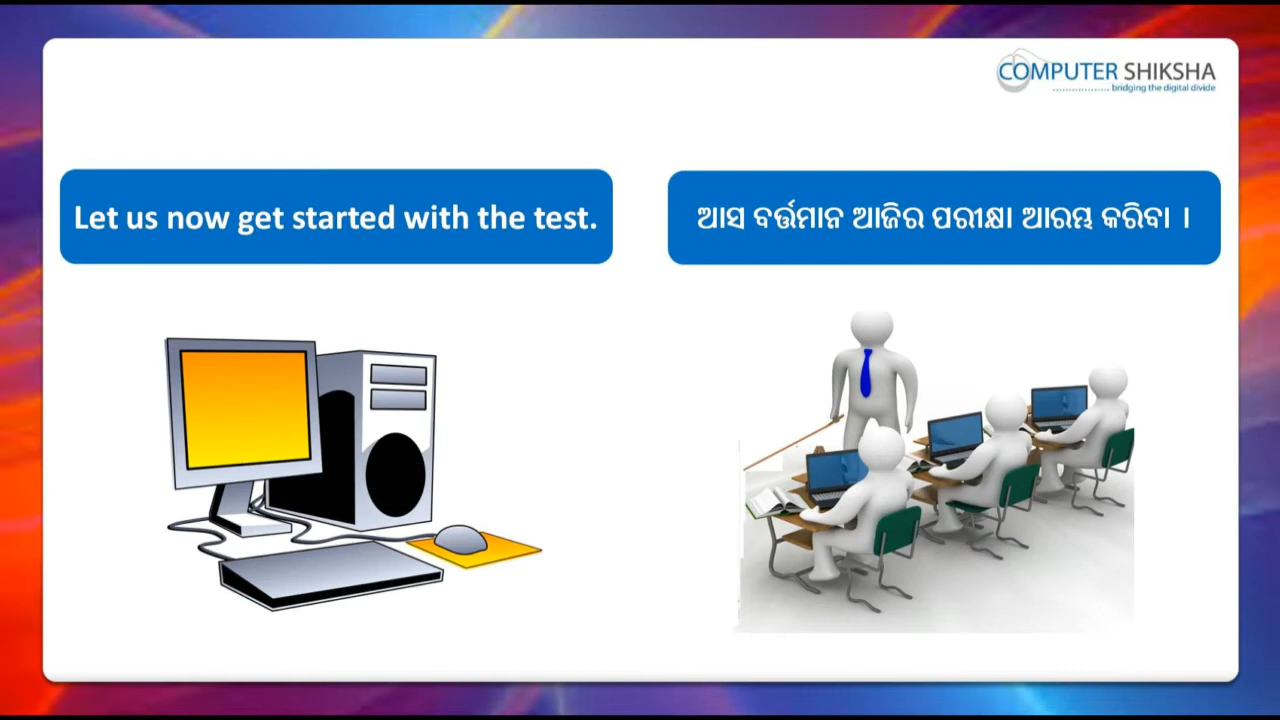 COMPUTER SHIKSHA
bridging the digital divide
Let us now get started with the test.
ଆସ ବର୍ତ୍ତମାନ ଆଜିର ପରୀକ୍ଷା ଆରମ୍ଭ କରିବା ।